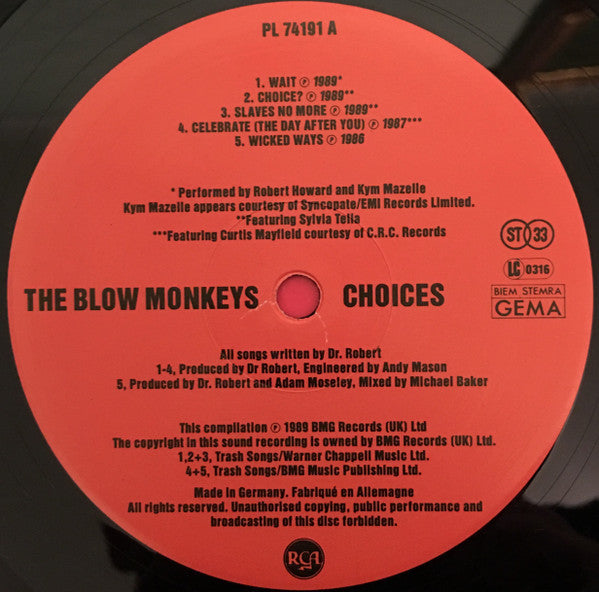 PL 74191 A
1. WAIT ℗ 1989*
2. CHOICE? ℗ 1989**
3. SLAVES NO MORE ℗ 1989**
4. CELEBRATE (THE DAY AFTER YOU) ℗ 1987***
5. WICKED WAYS ℗ 1986
* Performed by Robert Howard and Kym Mazelle
Kym Mazelle appears courtesy of Syncopate/EMI Records Limited.
**Featuring Sylvia Tella
***Featuring Curtis Mayfield courtesy of C.R.C. Records
ST 33
LC 0316
BIEM STEMRA
GEMA
THE BLOW MONKEYS CHOICES
All songs written by Dr. Robert
1-4, Produced by Dr Robert, Engineered by Andy Mason
5, Produced by Dr. Robert and Adam Moseley, Mixed by Michael Baker
This compilation ℗ 1989 BMG Records (UK) Ltd
The copyright in this sound recording is owned by BMG Records (UK) Ltd.
1,2+3, Trash Songs/Warner Chappell Music Ltd.
4+5, Trash Songs/BMG Music Publishing Ltd.
Made in Germany. Fabriqué en Allemagne
All rights reserved. Unauthorised copying, public performance and
broadcasting of this disc forbidden.
RCA